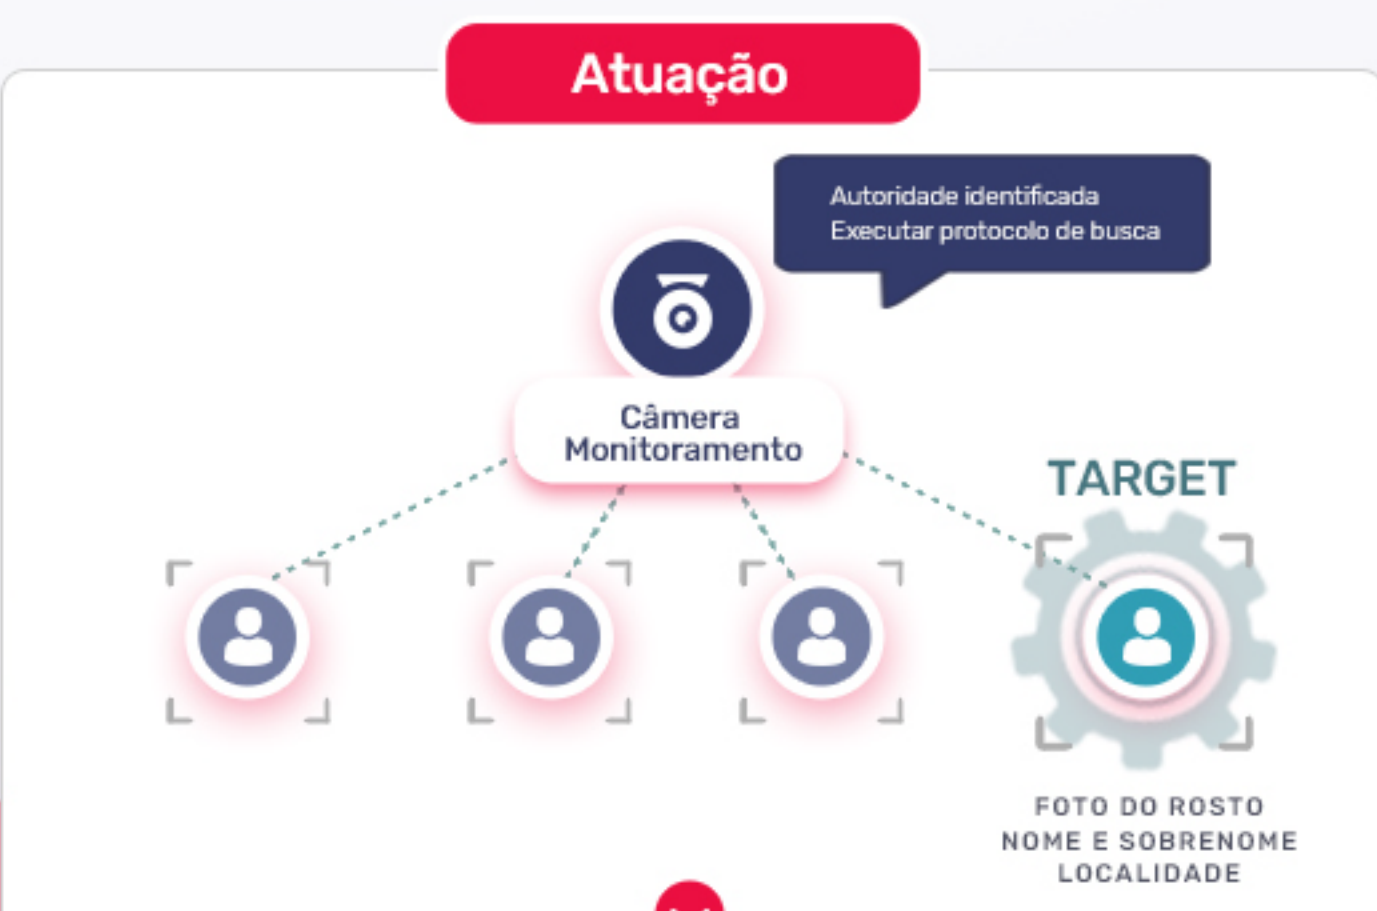 Atuação
Autoridade identificada
Executar protocolo de busca
Câmera
Monitoramento
TARGET
FOTO DO ROSTO
NOME E SOBRENOME
LOCALIDADE